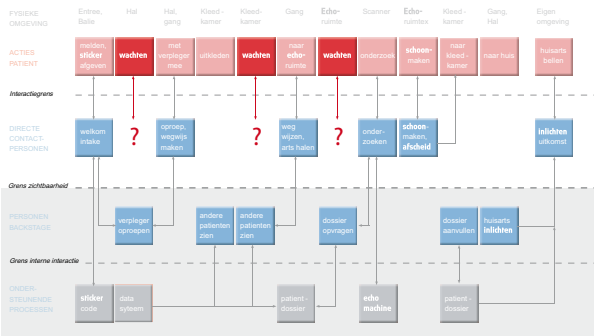 FYSIEKE
OMGEVING
Entree,
Balie
Hal
Hal,
gang
Kleed-
kamer
Kleed-
kamer
Gang
Echo-
ruimte
Scanner
Echo-
ruimtex
Kleed-
kamer
Gang,
Hal
Eigen
omgeving
ACTIES
PATIENT
melden,
sticker
afgeven
wachten
met
verpleger
mee
uitkleden
wachten
naar
echo-
ruimte
wachten
onderzoek
schoon-
maken
naar
kleed-
kamer
naar huis
huisarts
bellen
Interactiegrens
DIRECTE
CONTACT-
PERSONEN
welkom
intake
?
oproep,
wegwijs
maken
?
weg
wijzen,
arts halen
?
onder-
zoeken
schoon-
maken,
afscheid
inlichten
uitkomst
Grens zichtbaarheid
PERSONEN
BACKSTAGE
verpleger
oproepen
andere
patienten
zien
andere
patienten
zien
dossier
opvragen
dossier
aanvullen
huisarts
inlichten
Grens interne interactie
ONDER-
STEUNENDE
PROCESSEN
sticker
code
data
syteem
patient-
dossier
echo
machine
patient-
dossier